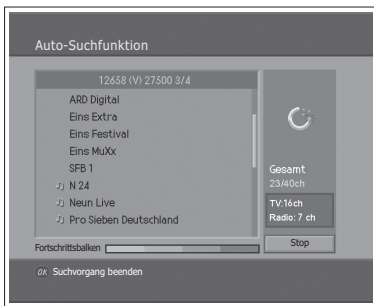 Auto-Suchfunktion
12658 (V) 27500 3/4
ARD Digital
Eins Extra
Eins Festival
Eins MuXx
SFB 1
N 24
Neun Live
Pro Sieben Deutschland
Gesamt
23/40ch
TV:16ch
Radio: 7 ch
Fortschrittsbalken
Stop
OK Suchvorgang beenden